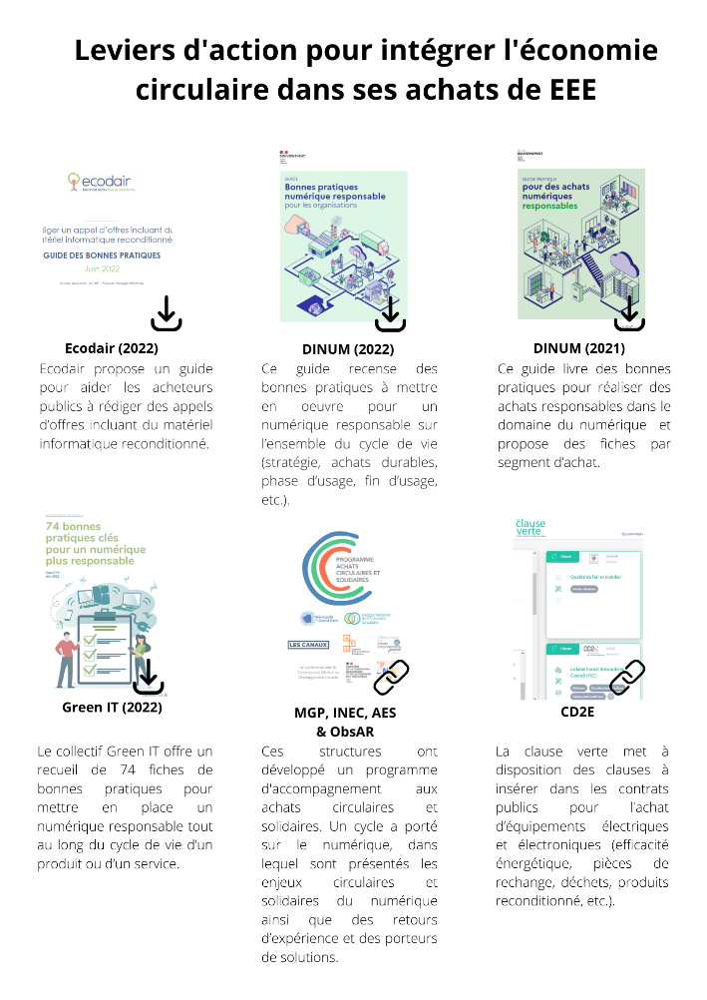 Leviers d'action pour intégrer l'économie
circulaire dans ses achats de EEE
ecodair
iger un appel d'offres incluant du
tériel informatique reconditionné
GUIDE DES BONNES PRATIQUES
Juin 2022
Ecodair (2022)
Ecodair propose un guide
pour aider les acheteurs
publics à rédiger des appels
d'offres incluant du matériel
informatique reconditionné.
GOUVERNEMENT
GUIDE
Bonnes pratiques
numérique responsable
pour les organisations
DINUM (2022)
Ce guide recense des
bonnes pratiques à mettre
en oeuvre pour un
numérique responsable sur
l'ensemble du cycle de vie
(stratégie, achats durables,
phase d'usage, fin d'usage,
etc.).
GOUVERNEMENT
GUIDE PRATIQUE
pour des achats
numériques
responsables
DINUM (2021)
Ce guide livre des bonnes
pratiques pour réaliser des
achats responsables dans le
domaine du numérique et
propose des fiches par
segment d'achat.
74 bonnes
pratiques clés
pour un numérique
plus responsable
Green IT (2022)
Le collectif Green IT offre un
recueil de 74 fiches de
bonnes pratiques pour
mettre en place un
numérique responsable tout
au long du cycle de vie d'un
produit ou d'un service.
PROGRAMME
ACHATS
CIRCULAIRES ET
SOLIDAIRES
LES CANAUX
MGP, INEC, AES
& ObsAR
Ces structures ont
développé un programme
d'accompagnement aux
achats circulaires et
solidaires. Un cycle a porté
sur le numérique, dans
lequel sont présentés les
enjeux circulaires et
solidaires du numérique
ainsi que des retours
d'expérience et des porteurs
de solutions.
clause
verte
Clause
Qualité de l'air et mobilier
Clause
CD2E
Council (FSC)
CD2E
La clause verte met à
disposition des clauses à
insérer dans les contrats
publics pour l'achat
d'équipements électriques
et électroniques (efficacité
énergétique, pièces de
rechange, déchets, produits
reconditionné, etc.).